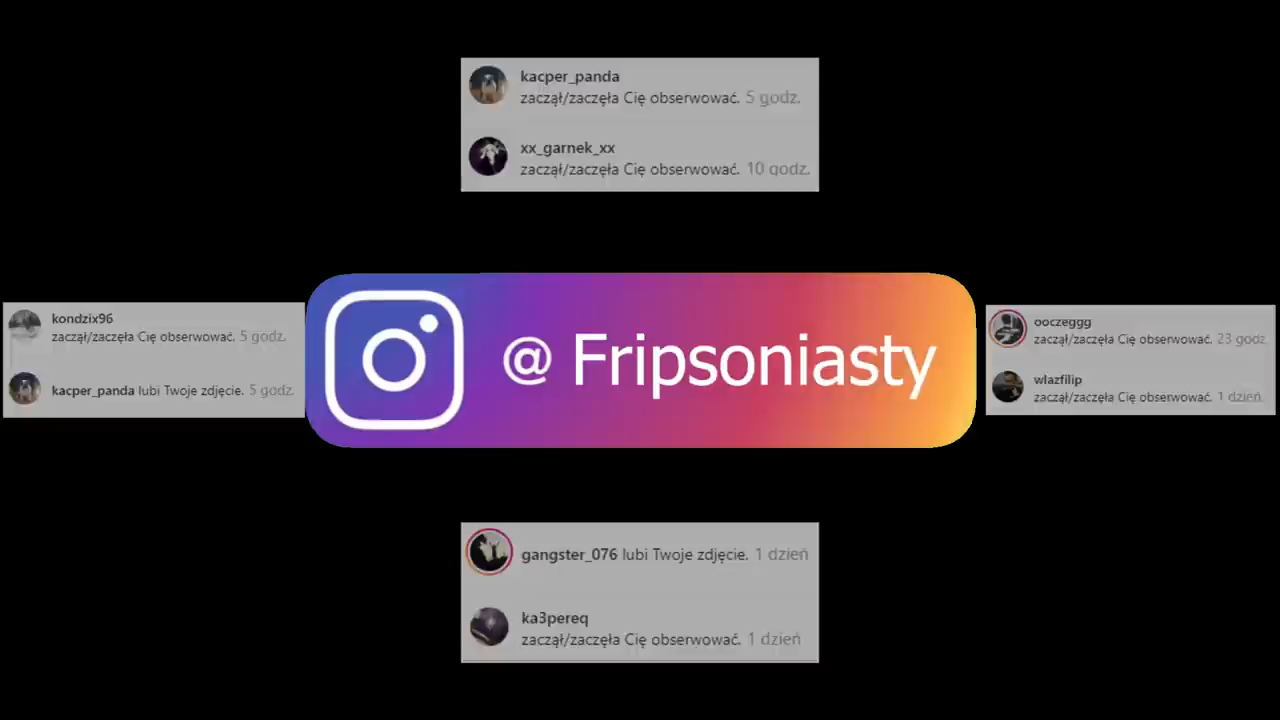 kacper_panda
zaczął/zaczęła Cię obserwować. 5 godz.
xx_garnek_xx
zaczął/zaczęła Cię obserwować. 10 godz.
kondzix96
zaczął/zaczęła Cię obserwować. 5 godz.
kacper_panda lubi Twoje zdjęcie. 5 godz.
@ Fripsoniasty
ooczeggg
zaczął/zaczęła Cię obserwować. 23 godz.
wlazfilip
zaczął/zaczęła Cię obserwować. 1 dzień
gangster_076 lubi Twoje zdjęcie. 1 dzień
ka3pereq
zaczął/zaczęła Cię obserwować. 1 dzień